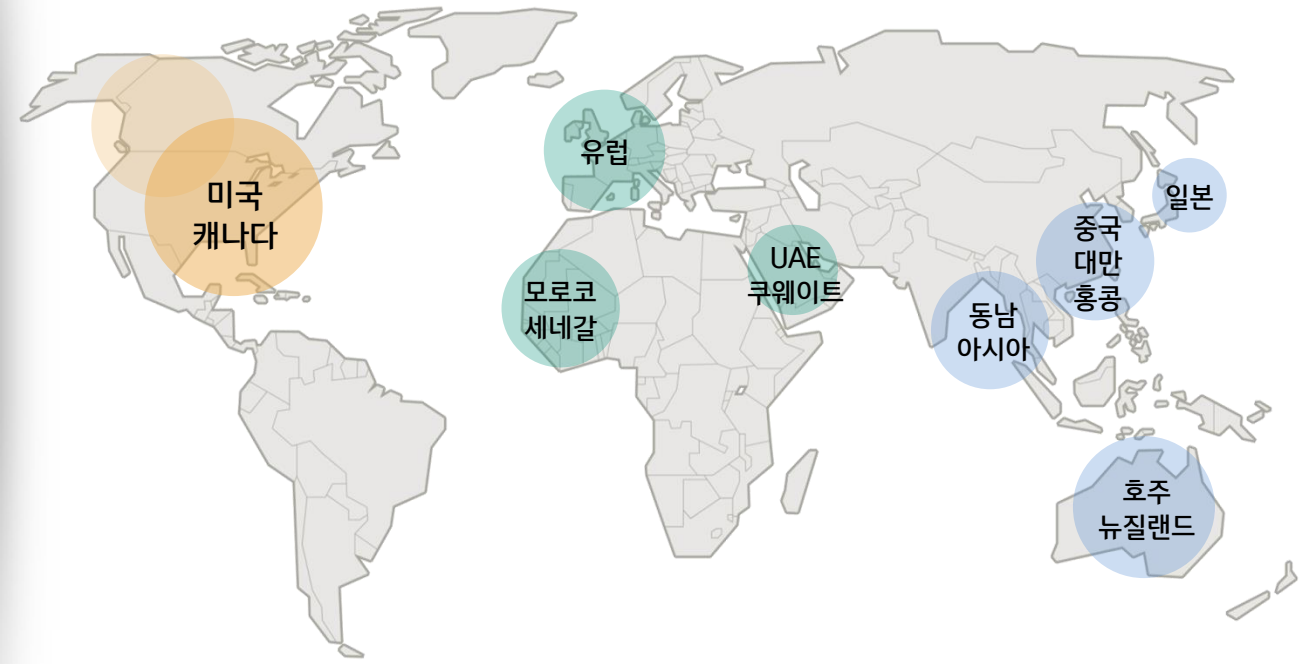 미국
캐나다
유럽
모로코
세네갈
UAE
쿠웨이트
일본
중국
대만
홍콩
동남
아시아
호주
뉴질랜드